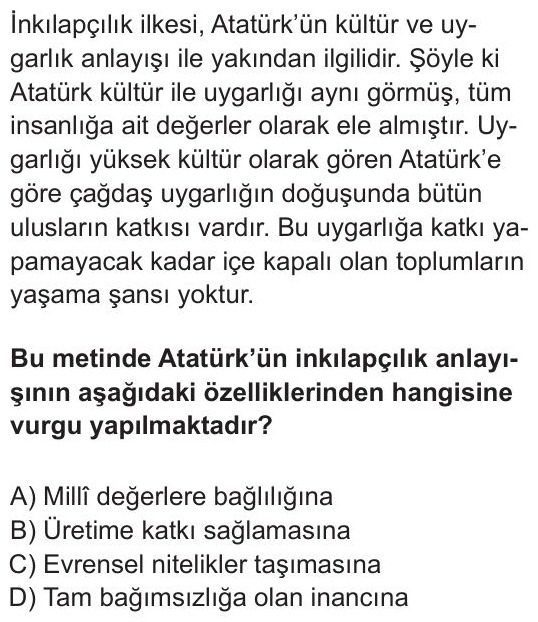 İnkılapçılık ilkesi, Atatürk’ün kültür ve uy-
garlık anlayışı ile yakından ilgilidir. Şöyle ki
Atatürk kültür ile uygarlığı aynı görmüş, tüm
insanlığa ait değerler olarak ele almıştır. Uy-
garlığı yüksek kültür olarak gören Atatürk’e
göre çağdaş uygarlığın doğuşunda bütün
ulusların katkısı vardır. Bu uygarlığa katkı ya-
pamayacak kadar içe kapalı olan toplumların
yaşama şansı yoktur.
Bu metinde Atatürk’ün inkılapçılık anlayı-
şının aşağıdaki özelliklerinden hangisine
vurgu yapılmaktadır?
A) Millî değerlere bağlılığına
B) Üretime katkı sağlamasına
C) Evrensel nitelikler taşımasına
D) Tam bağımsızlığa olan inancına